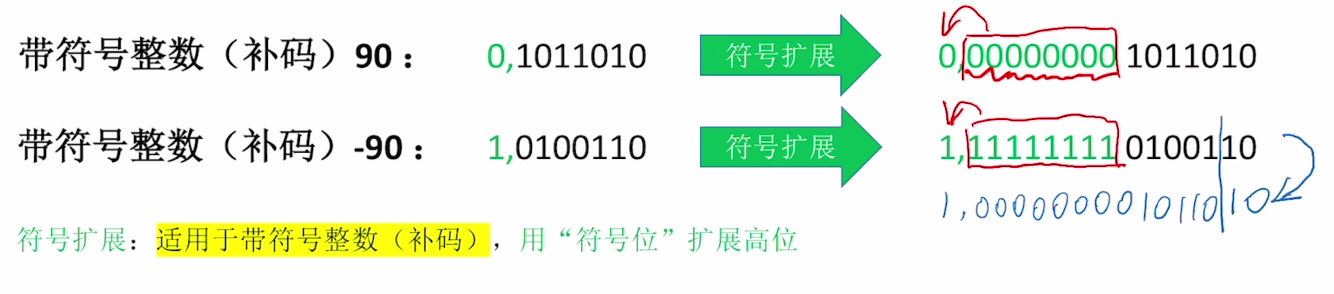 带符号整数（补码）90： 0,1011010 符号扩展 0,00000000 1011010
带符号整数（补码）-90： 1,0100110 符号扩展 1,11111111 0100110
1,000000001011010
符号扩展：适用于带符号整数（补码），用“符号位”扩展高位